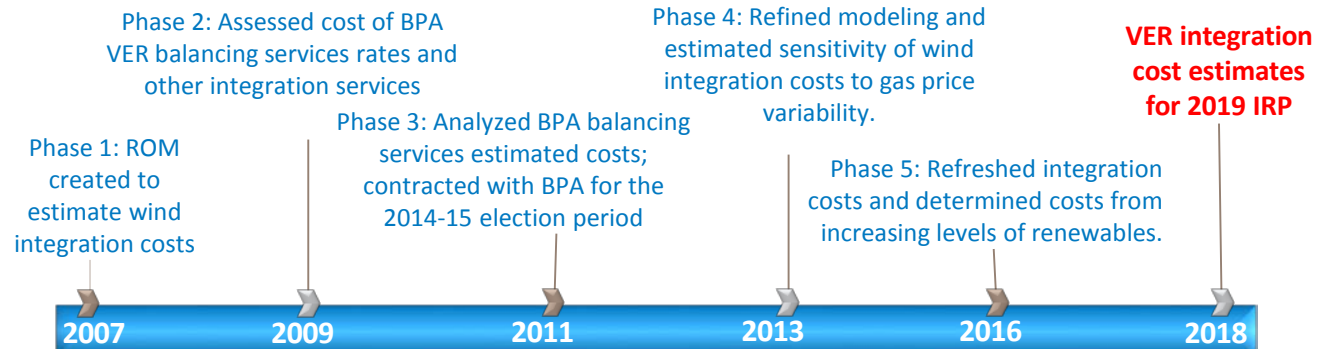 Phase 2: Assessed cost of BPA
VER balancing services rates and
other integration services
Phase 4: Refined modeling and
estimated sensitivity of wind
integration costs to gas price
variability.
VER integration
cost estimates
for 2019 IRP
Phase 1: ROM
created to
estimate wind
integration costs
Phase 3: Analyzed BPA balancing
services estimated costs;
contracted with BPA for the
2014-15 election period
Phase 5: Refreshed integration
costs and determined costs from
increasing levels of renewables.
2007 2009 2011 2013 2016 2018